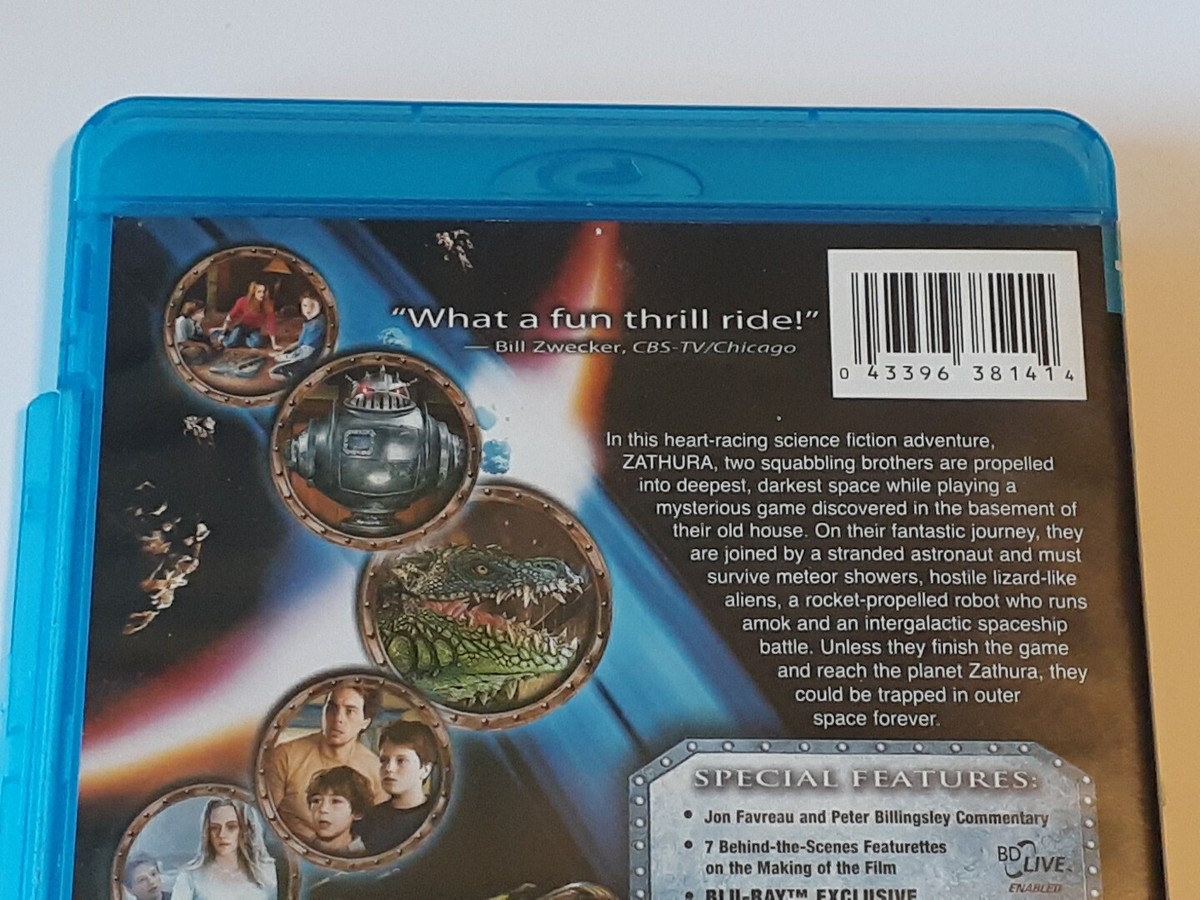 “What a fun thrill ride!”
— Bill Zwecker, CBS-TV/Chicago
0 43396 38141 4
In this heart-racing science fiction adventure,
ZATHURA, two squabbling brothers are propelled
into deepest, darkest space while playing a
mysterious game discovered in the basement of
their old house. On their fantastic journey, they
are joined by a stranded astronaut and must
survive meteor showers, hostile lizard-like
aliens, a rocket-propelled robot who runs
amok and an intergalactic spaceship
battle. Unless they finish the game
and reach the planet Zathura, they
could be trapped in outer
space forever.
SPECIAL FEATURES:
• Jon Favreau and Peter Billingsley Commentary
• 7 Behind-the-Scenes Featurettes
on the Making of the Film
BD LIVE™
ENABLED
• BLU-RAY™ EXCLUSIVE